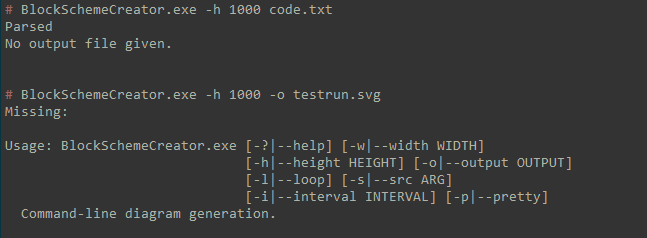 # BlockSchemeCreator.exe -h 1000 code.txt
Parsed
No output file given.
# BlockSchemeCreator.exe -h 1000 -o testrun.svg
Missing:
Usage: BlockSchemeCreator.exe [-?|--help] [-w|--width WIDTH]
[-h|--height HEIGHT] [-o|--output OUTPUT]
[-l|--loop] [-s|--src ARG]
[-i|--interval INTERVAL] [-p|--pretty]
Command-line diagram generation.